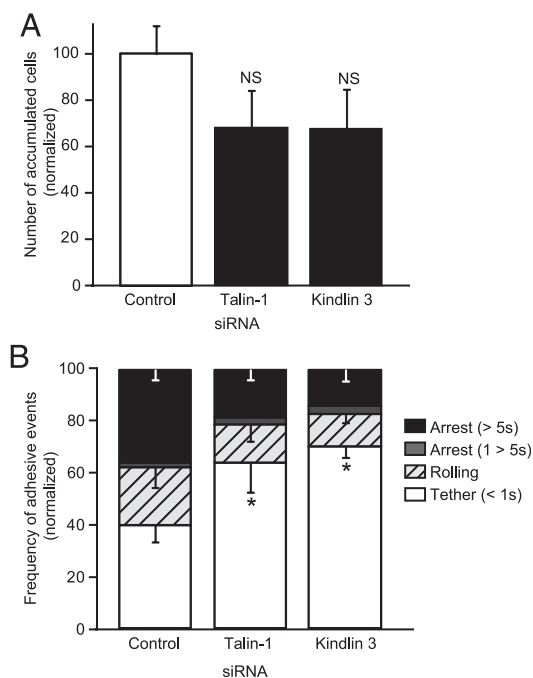 A
Number of accumulated cells
(normalized)
100
80
60
40
20
0
NS
NS
Control
Talin-1
Kindlin 3
siRNA
B
Frequency of adhesive events
(normalized)
100
80
60
40
20
0
*
*
Arrest (> 5s)
Arrest (1 > 5s)
Rolling
Tether (< 1s)
Control
Talin-1
Kindlin 3
siRNA